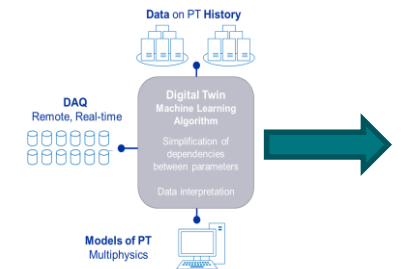 Data on PT History
DAQ
Remote, Real-time
Digital Twin
Machine Learning
Algorithm
Simplification of
dependencies
between parameters
Data interpretation
Models of PT
Multiphysics